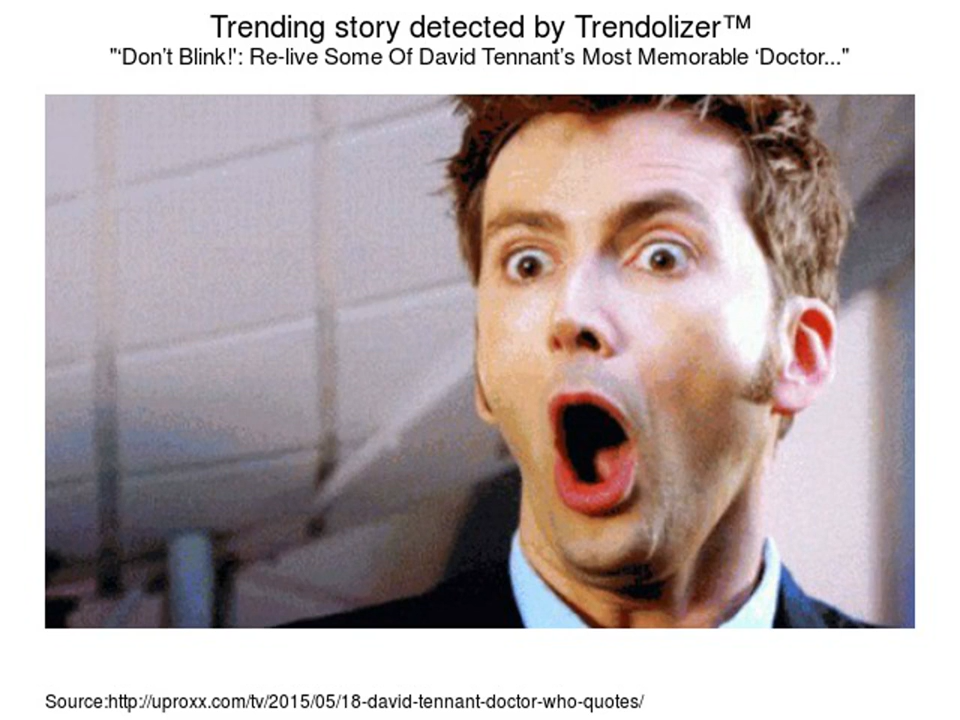 Trending story detected by Trendolizer™
"‘Don’t Blink!': Re-live Some Of David Tennant’s Most Memorable ‘Doctor..."
Source:http://uproxx.com/tv/2015/05/18-david-tennant-doctor-who-quotes/